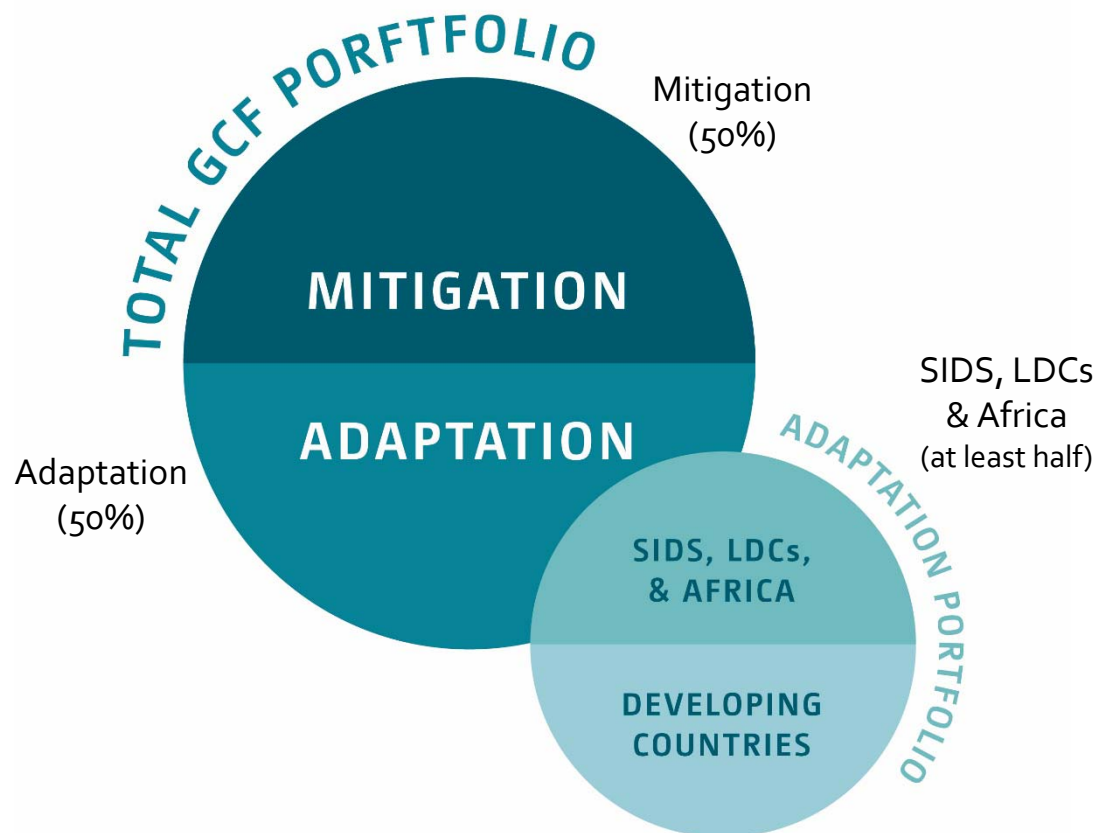 TOTAL GCF PORFTFOLIO
Mitigation
(50%)
MITIGATION
ADAPTATION
Adaptation
(50%)
SIDS, LDCs
& Africa
(at least half)
ADAPTATION PORTFOLIO
SIDS, LDCs,
& AFRICA
DEVELOPING
COUNTRIES